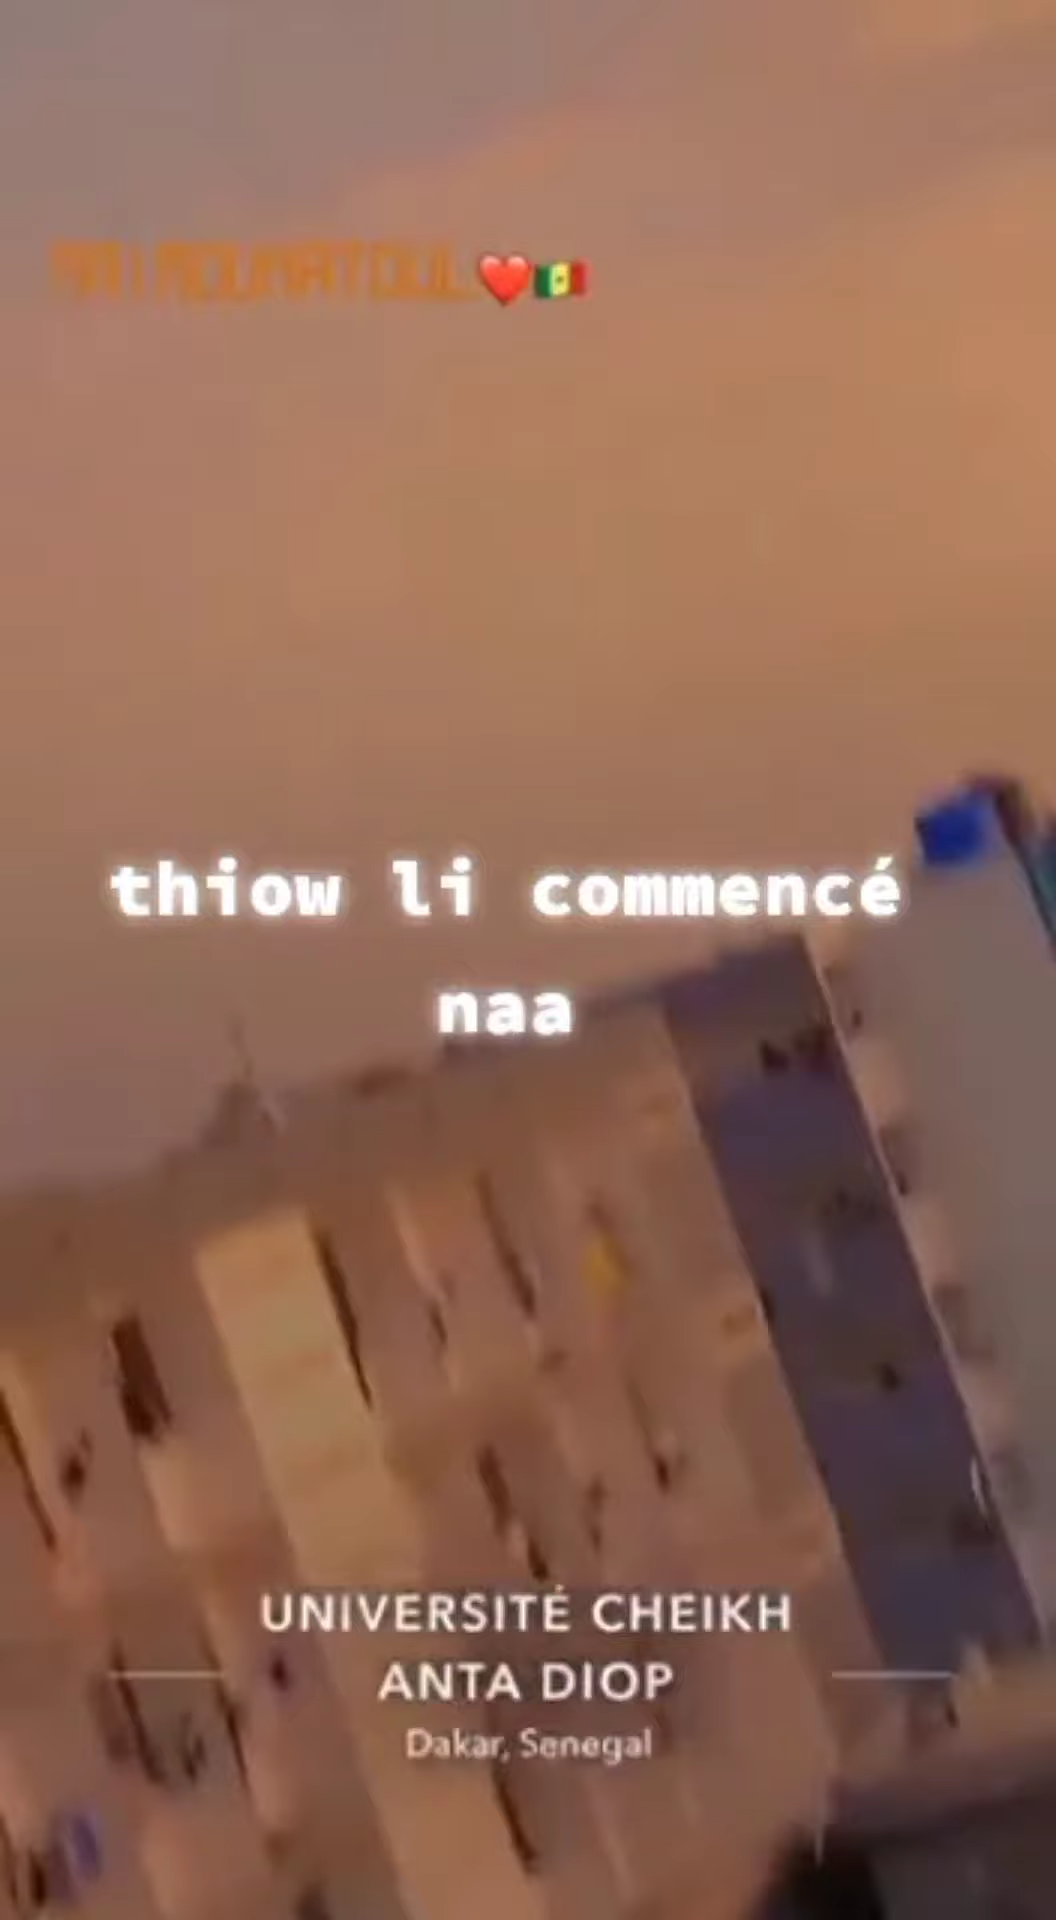 ❤️🇸🇳
thiow li commencé
naa
UNIVERSITÉ CHEIKH
ANTA DIOP
Dakar, Senegal